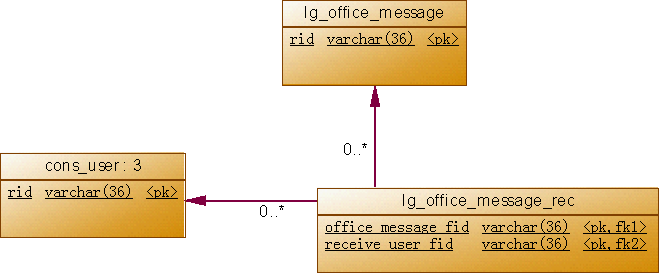 lg_office_message
rid varchar(36) <pk>
0..*
cons_user: 3
rid varchar(36) <pk>
0..*
lg_office_message_rec
office_message_fid varchar(36) <pk,fk1>
receive_user_fid varchar(36) <pk,fk2>